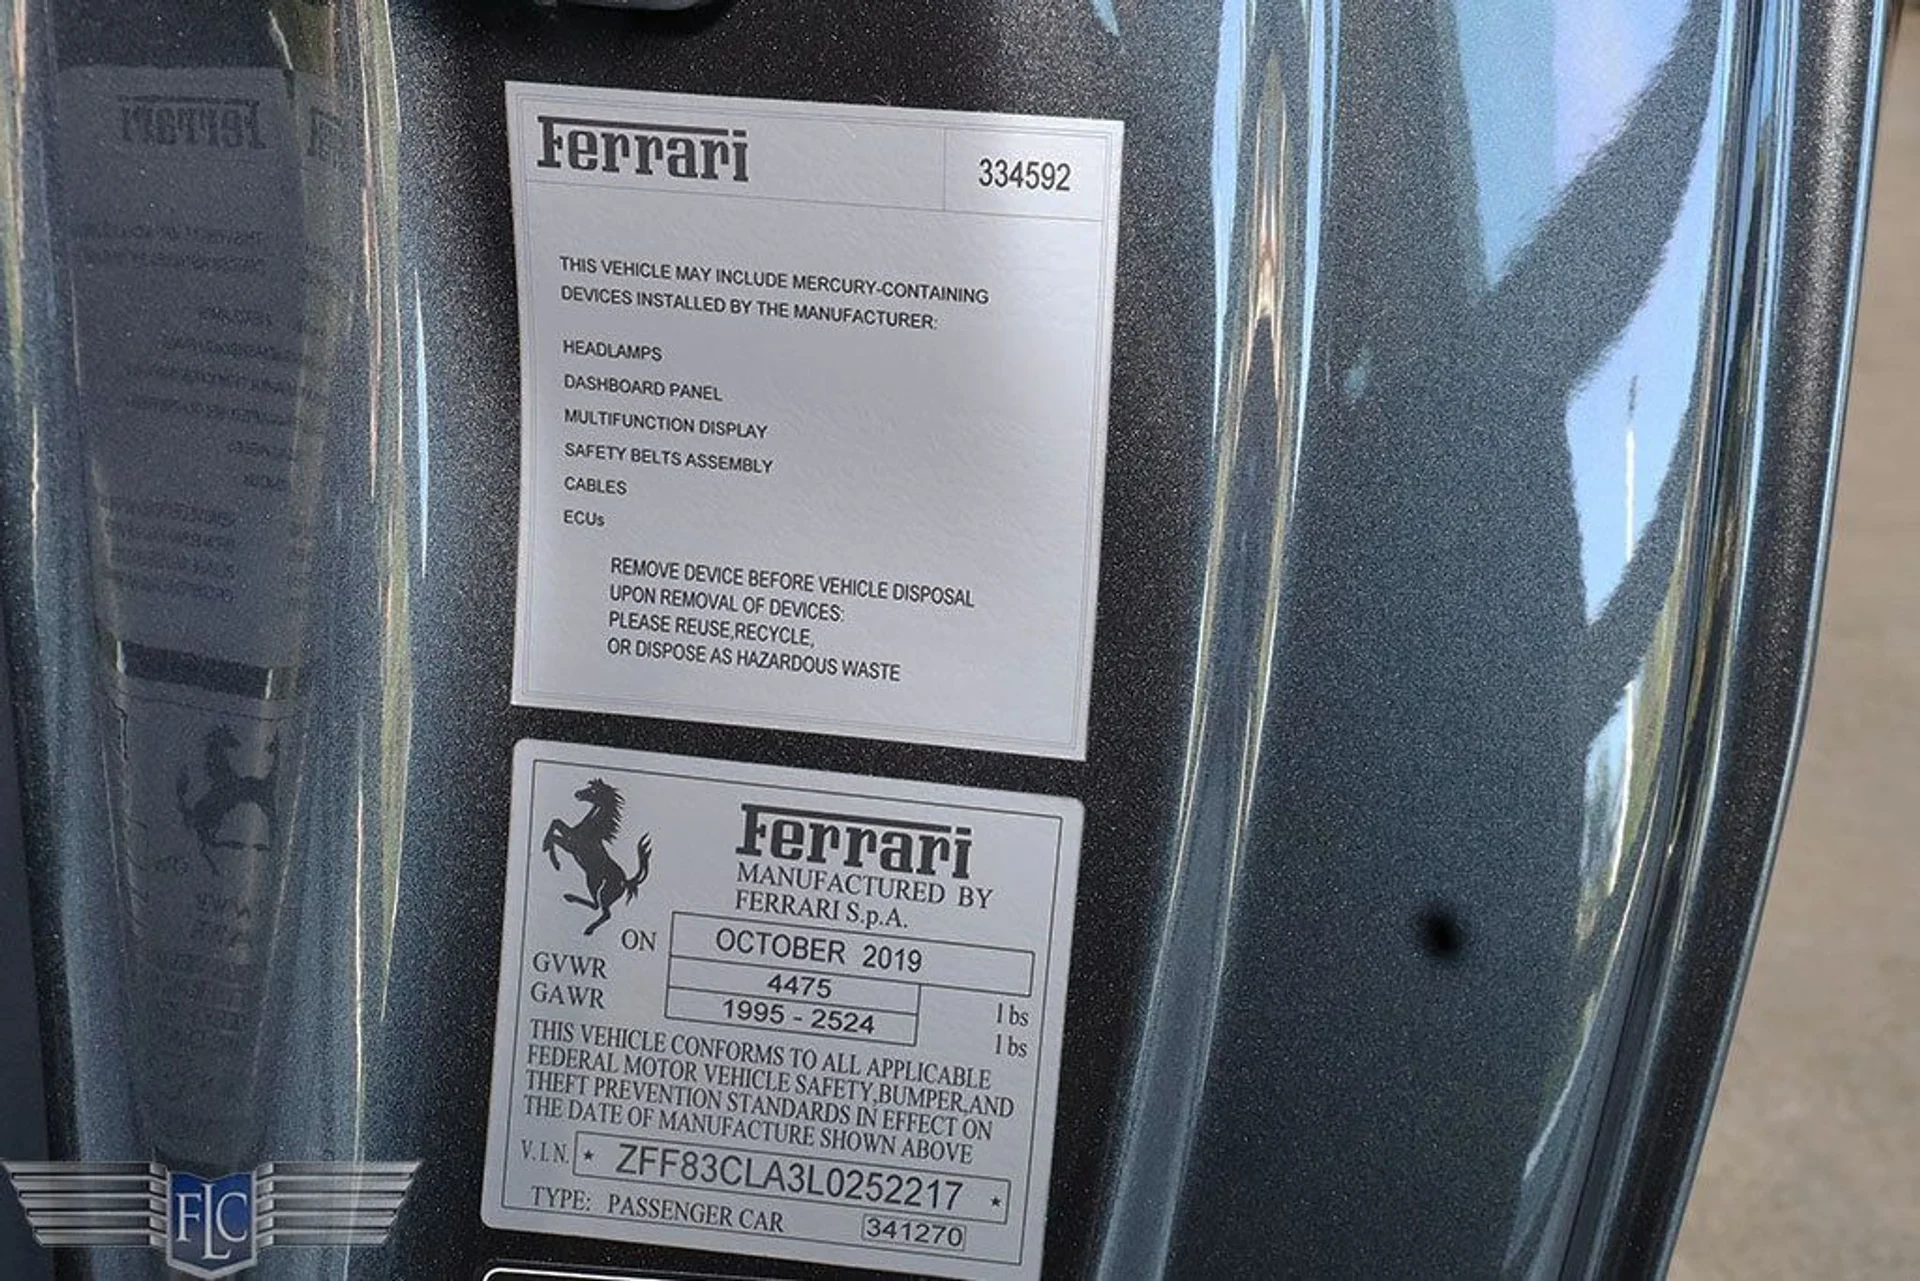 Ferrari
334592
THIS VEHICLE MAY INCLUDE MERCURY-CONTAINING
DEVICES INSTALLED BY THE MANUFACTURER:
HEADLAMPS
DASHBOARD PANEL
MULTIFUNCTION DISPLAY
SAFETY BELTS ASSEMBLY
CABLES
ECUs
REMOVE DEVICE BEFORE VEHICLE DISPOSAL
UPON REMOVAL OF DEVICES:
PLEASE REUSE,RECYCLE,
OR DISPOSE AS HAZARDOUS WASTE
Ferrari
MANUFACTURED BY
FERRARI S.p.A.
ON OCTOBER 2019
GVWR 4475 lbs
GAWR 1995 - 2524 lbs
THIS VEHICLE CONFORMS TO ALL APPLICABLE
FEDERAL MOTOR VEHICLE SAFETY,BUMPER,AND
THEFT PREVENTION STANDARDS IN EFFECT ON
THE DATE OF MANUFACTURE SHOWN ABOVE
V.I.N. * ZFF83CLA3L0252217 *
TYPE: PASSENGER CAR 341270
FLC